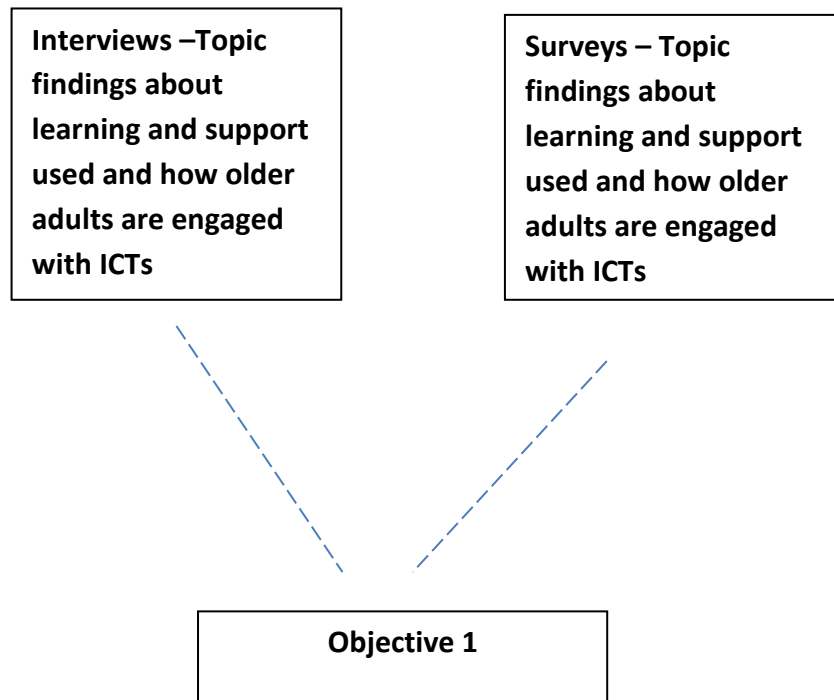 Interviews –Topic
findings about
learning and support
used and how older
adults are engaged
with ICTs
Surveys – Topic
findings about
learning and support
used and how older
adults are engaged
with ICTs
Objective 1